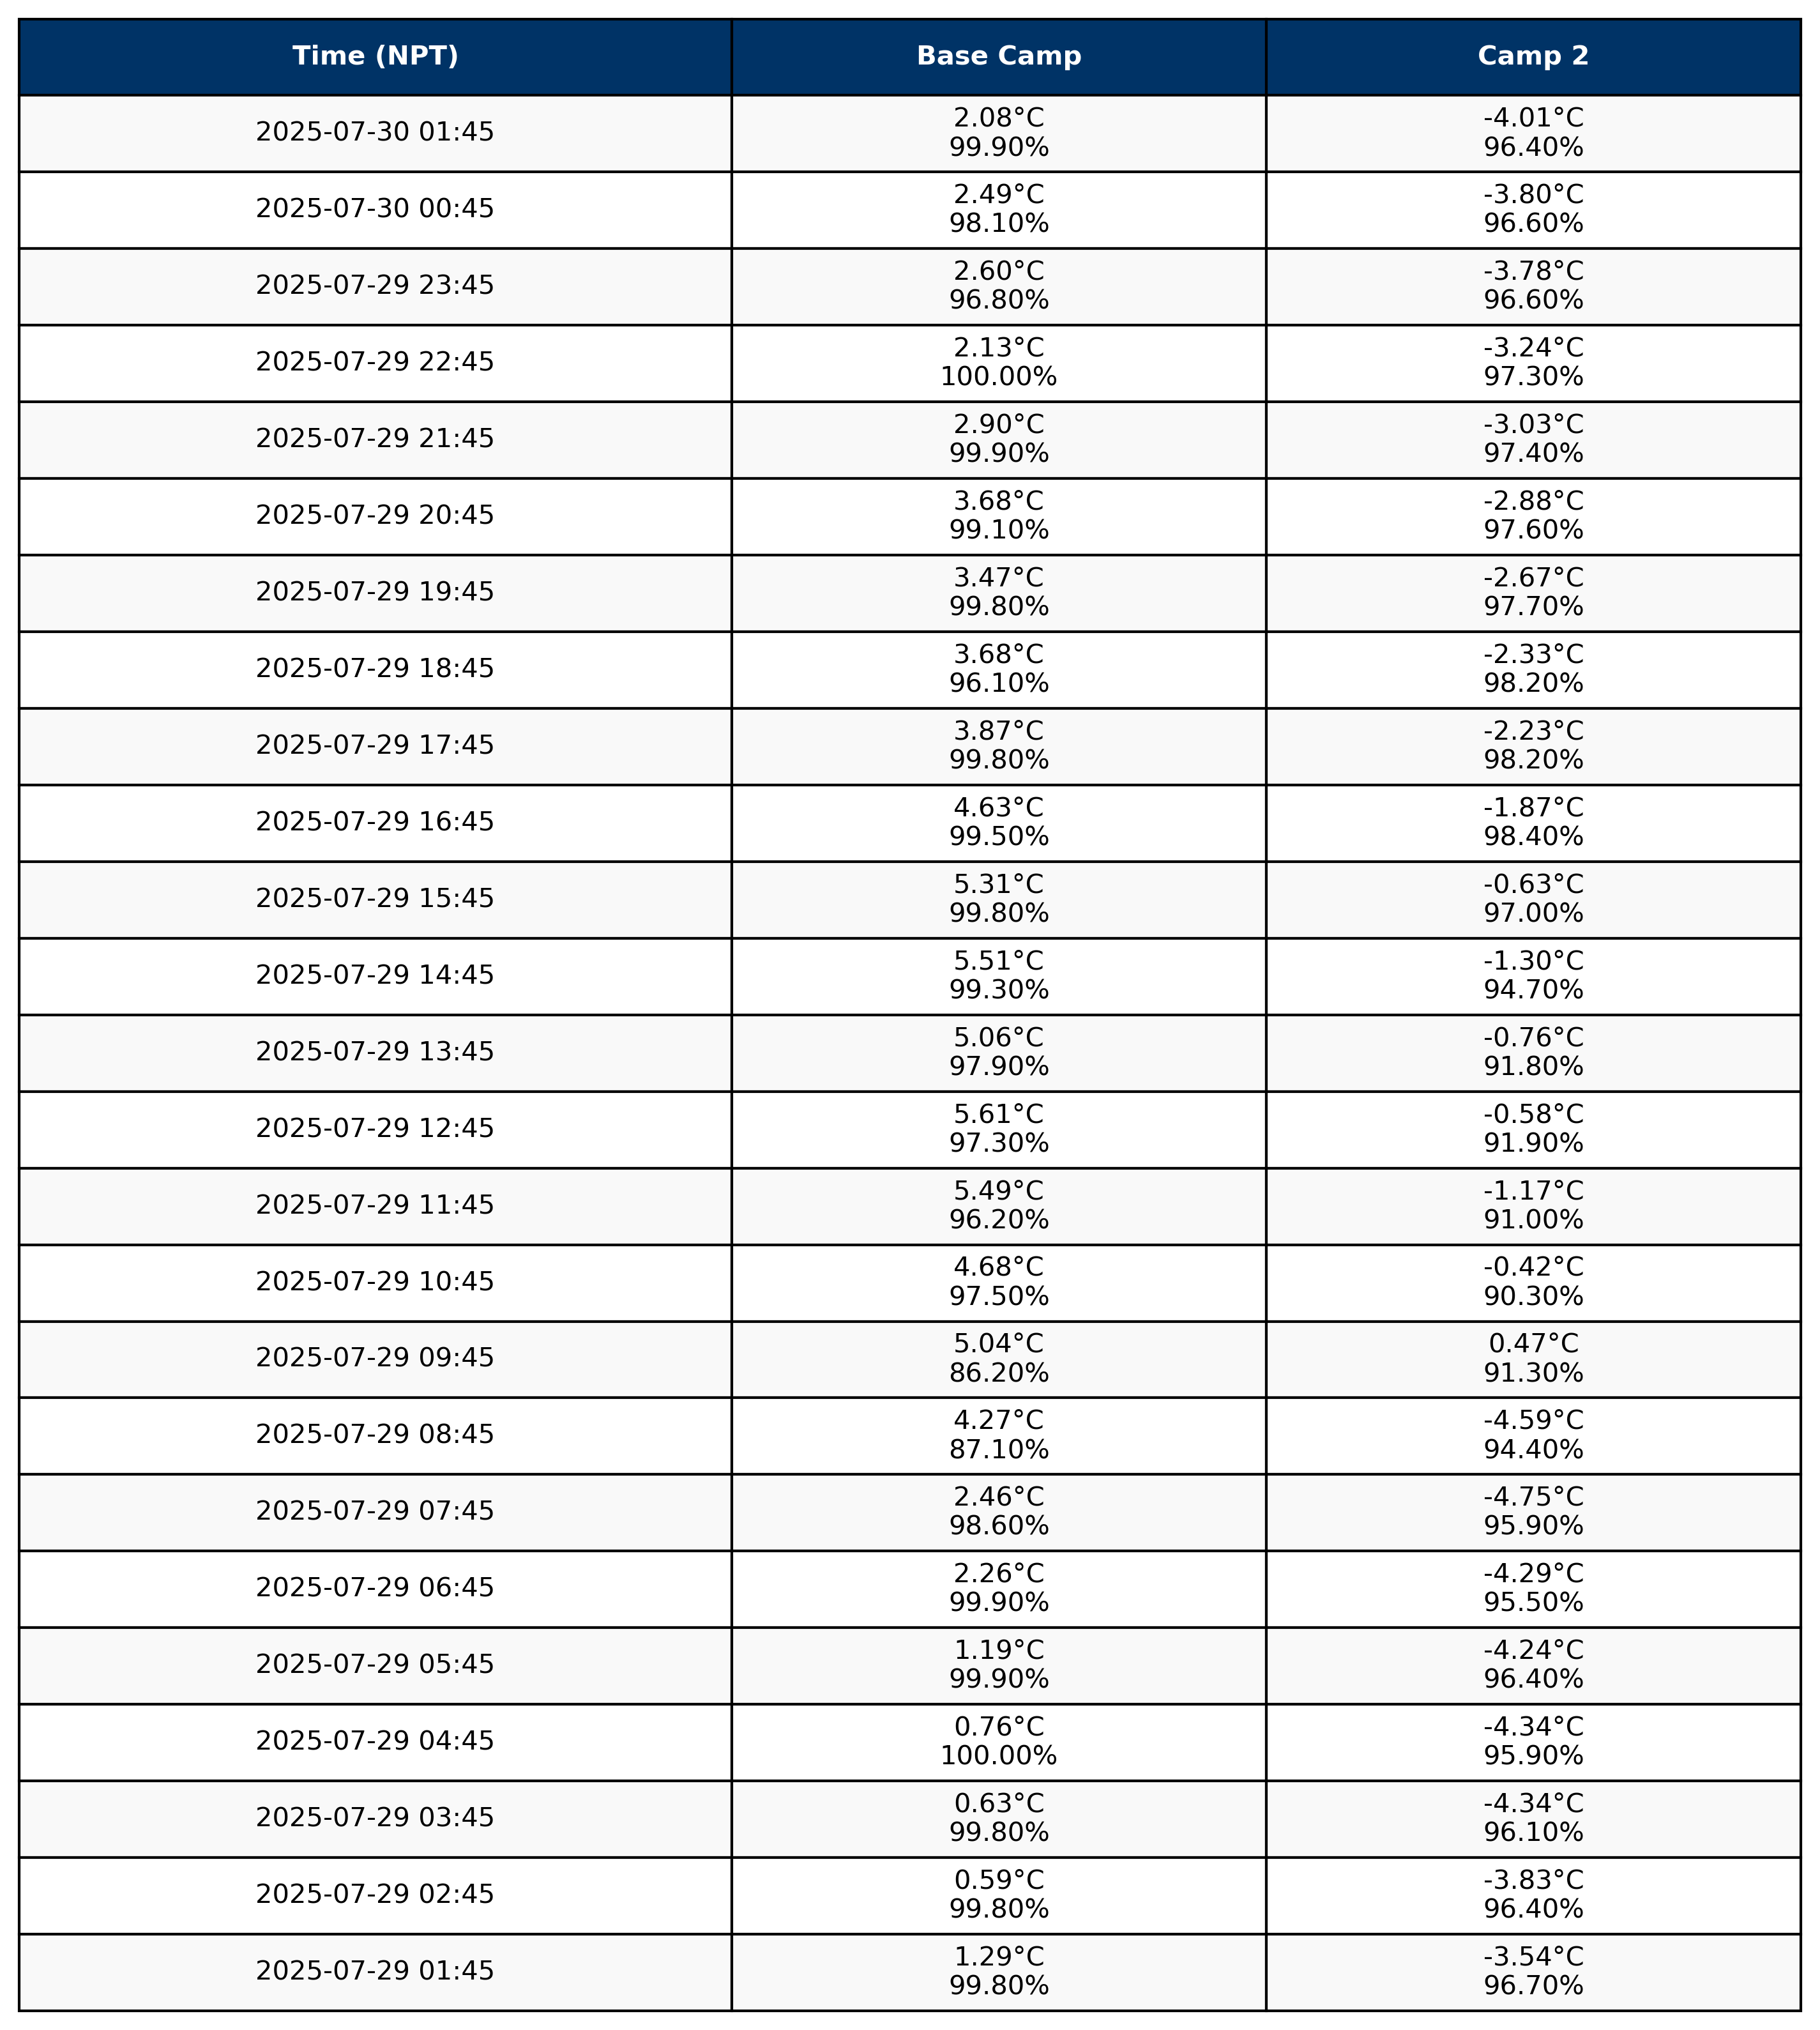 Time (NPT) Base Camp Camp 2
2025-07-30 01:45 2.08°C -4.01°C
99.90% 96.40%
2025-07-30 00:45 2.49°C -3.80°C
98.10% 96.60%
2025-07-29 23:45 2.60°C -3.78°C
96.80% 96.60%
2025-07-29 22:45 2.13°C -3.24°C
100.00% 97.30%
2025-07-29 21:45 2.90°C -3.03°C
99.90% 97.40%
2025-07-29 20:45 3.68°C -2.88°C
99.10% 97.60%
2025-07-29 19:45 3.47°C -2.67°C
99.80% 97.70%
2025-07-29 18:45 3.68°C -2.33°C
96.10% 98.20%
2025-07-29 17:45 3.87°C -2.23°C
99.80% 98.20%
2025-07-29 16:45 4.63°C -1.87°C
99.50% 98.40%
2025-07-29 15:45 5.31°C -0.63°C
99.80% 97.00%
2025-07-29 14:45 5.51°C -1.30°C
99.30% 94.70%
2025-07-29 13:45 5.06°C -0.76°C
97.90% 91.80%
2025-07-29 12:45 5.61°C -0.58°C
97.30% 91.90%
2025-07-29 11:45 5.49°C -1.17°C
96.20% 91.00%
2025-07-29 10:45 4.68°C -0.42°C
97.50% 90.30%
2025-07-29 09:45 5.04°C 0.47°C
86.20% 91.30%
2025-07-29 08:45 4.27°C -4.59°C
87.10% 94.40%
2025-07-29 07:45 2.46°C -4.75°C
98.60% 95.90%
2025-07-29 06:45 2.26°C -4.29°C
99.90% 95.50%
2025-07-29 05:45 1.19°C -4.24°C
99.90% 96.40%
2025-07-29 04:45 0.76°C -4.34°C
100.00% 95.90%
2025-07-29 03:45 0.63°C -4.34°C
99.80% 96.10%
2025-07-29 02:45 0.59°C -3.83°C
99.80% 96.40%
2025-07-29 01:45 1.29°C -3.54°C
99.80% 96.70%